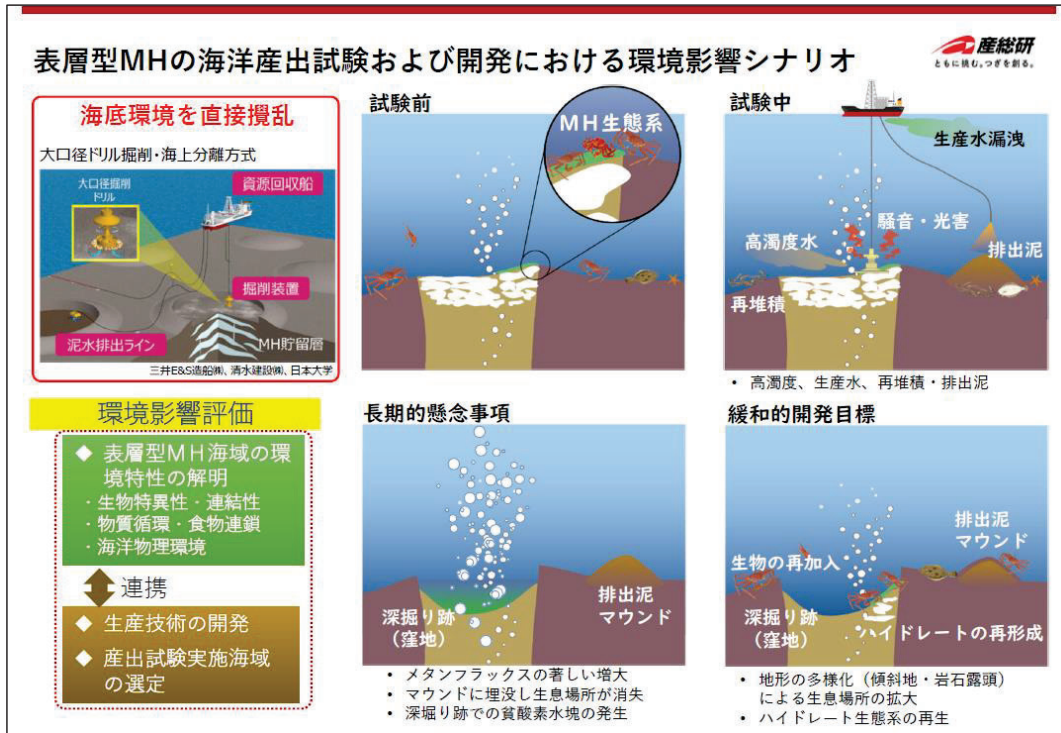 表層型MHの海洋産出試験および開発における環境影響シナリオ
産総研
ともに挑む。つぎを創る。
海底環境を直接攪乱
大口径ドリル掘削・海上分離方式
大口径掘削
ドリル
資源回収船
掘削装置
泥水排出ライン
MH貯留層
三井E&S造船㈱、清水建設㈱、日本大学
試験前
MH生態系
試験中
生産水漏洩
騒音・光害
高濁度水
排出泥
再堆積
• 高濁度、生産水、再堆積・排出泥
環境影響評価
◆ 表層型MH海域の環
境特性の解明
・生物特異性・連結性
・物質循環・食物連鎖
・海洋物理環境
連携
◆ 生産技術の開発
◆ 産出試験実施海域
の選定
長期的懸念事項
深掘り跡
（窪地）
排出泥
マウンド
• メタンフラックスの著しい増大
• マウンドに埋没し生息場所が消失
• 深堀り跡での貧酸素水塊の発生
緩和的開発目標
排出泥
マウンド
生物の再加入
深掘り跡
（窪地）
ハイドレートの再形成
• 地形の多様化（傾斜地・岩石露頭）
による生息場所の拡大
• ハイドレート生態系の再生